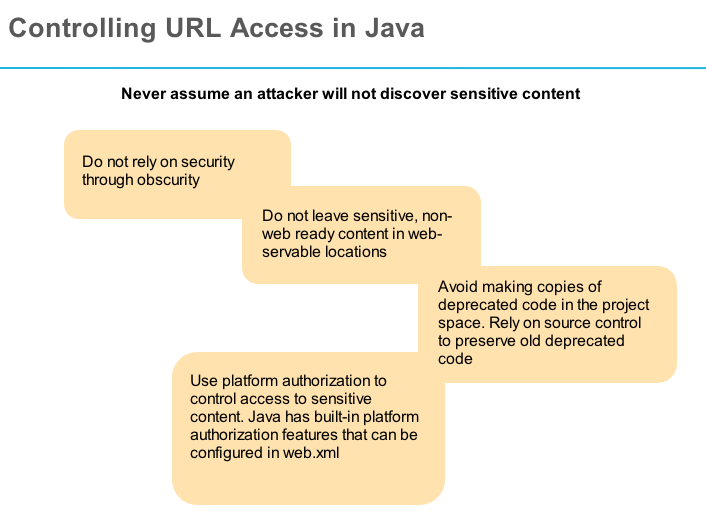 Controlling URL Access in Java
Never assume an attacker will not discover sensitive content
Do not rely on security
through obscurity
Do not leave sensitive, non-
web ready content in web-
servable locations
Avoid making copies of
deprecated code in the project
space. Rely on source control
to preserve old deprecated
code
Use platform authorization to
control access to sensitive
content. Java has built-in platform
authorization features that can be
configured in web.xml